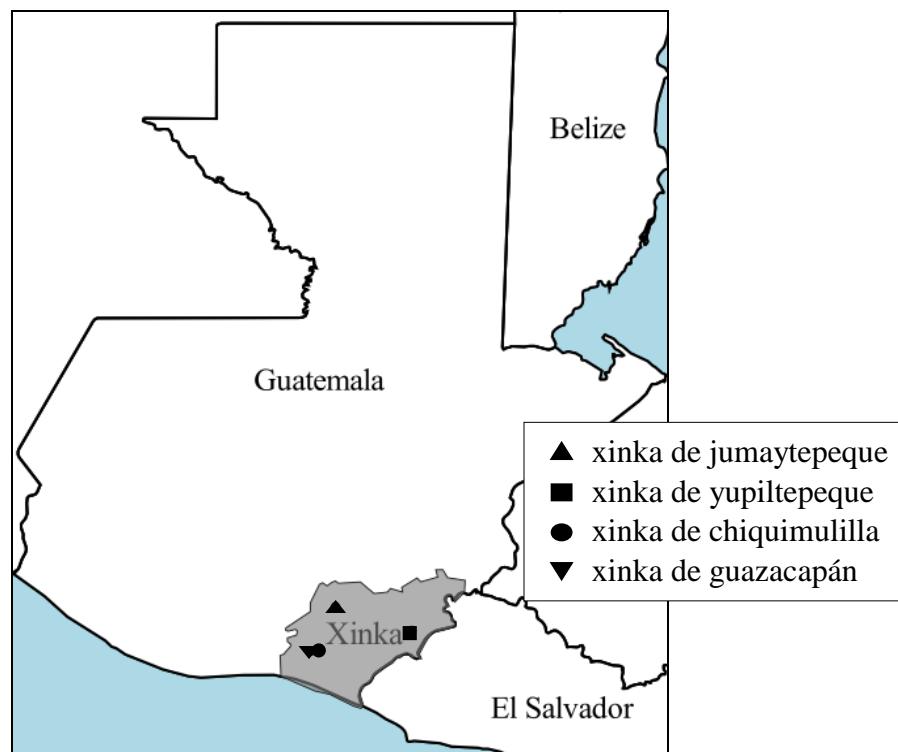 Belize
Guatemala
xinka de jumaytepeque
xinka de yupiltepeque
xinka de chiquimulilla
xinka de guazacapán
Xinka
El Salvador